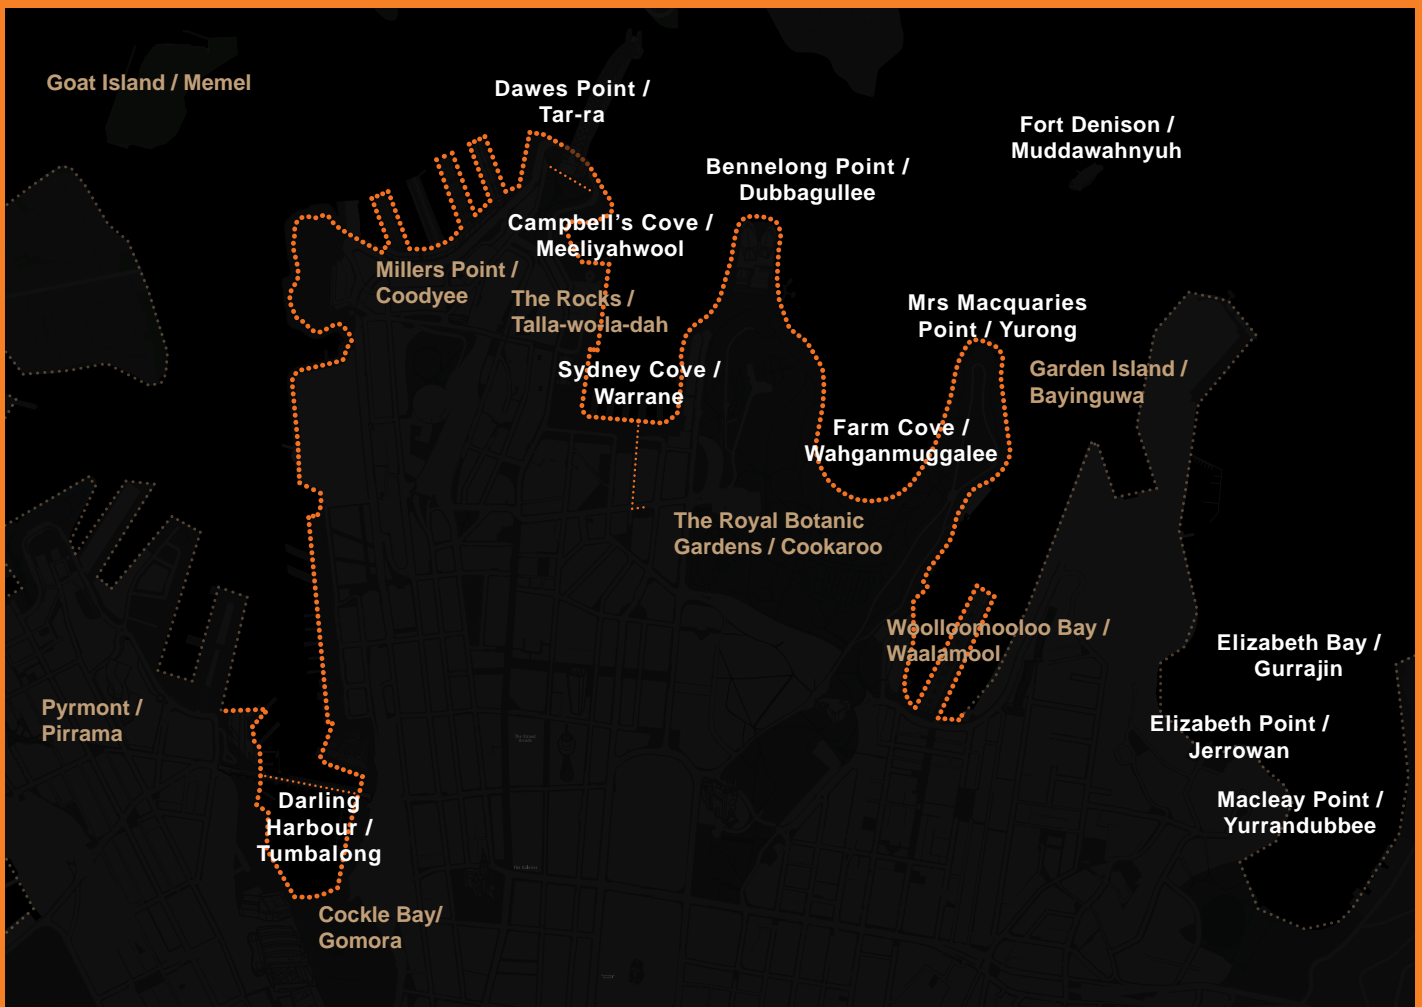 Goat Island / Memel
Dawes Point /
Tar-ra
Fort Denison /
Muddawahnyuh
Bennelong Point /
Dubbagullee
Campbell’s Cove /
Meeliyahwool
Millers Point /
Coodyee
The Rocks /
Talla-wo-la-dah
Mrs Macquaries
Point / Yurong
Sydney Cove /
Warrane
Garden Island /
Bayinguwa
Farm Cove /
Wahganmuggalee
The Royal Botanic
Gardens / Cookaroo
Woolloomooloo Bay /
Waalamool
Elizabeth Bay /
Gurrajin
Pyrmont /
Pirrama
Elizabeth Point /
Jerrowan
Darling
Harbour /
Tumbalong
Macleay Point /
Yurrandubbee
Cockle Bay/
Gomora